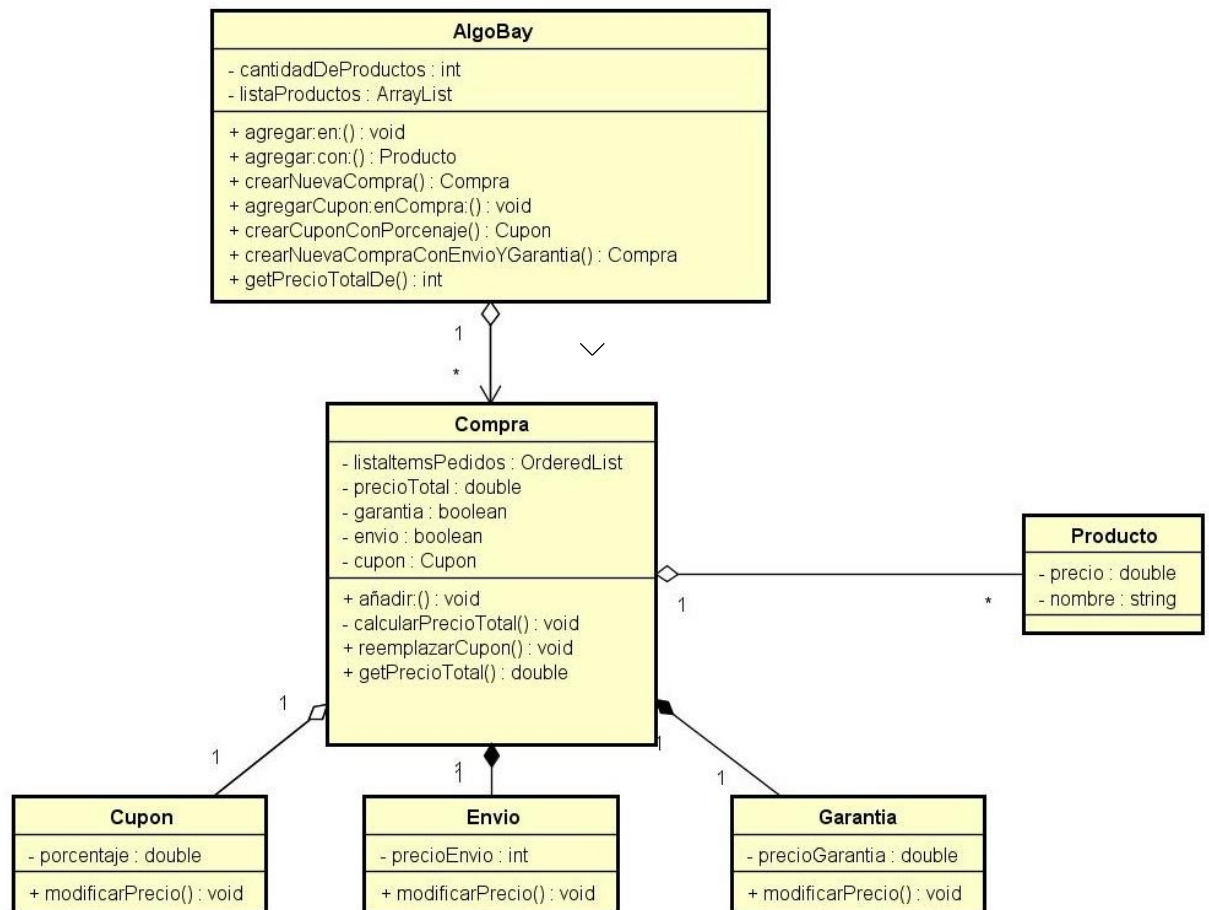 AlgoBay
- cantidadDeProductos : int
- listaProductos : ArrayList
+ agregar:en:() : void
+ agregar:con:() : Producto
+ crearNuevaCompra() : Compra
+ agregarCupon:enCompra:() : void
+ crearCuponConPorcenaje() : Cupon
+ crearNuevaCompraConEnvioYGarantia() : Compra
+ getPrecioTotalDe() : int
1
*
Compra
- listaItemsPedidos : OrderedList
- precioTotal : double
- garantia : boolean
- envio : boolean
- cupon : Cupon
+ añadir:() : void
- calcularPrecioTotal() : void
+ reemplazarCupon() : void
+ getPrecioTotal() : double
Producto
- precio : double
- nombre : string
1
*
1
1
1
1
1
1
Cupon
- porcentaje : double
+ modificarPrecio() : void
Envio
- precioEnvio : int
+ modificarPrecio() : void
Garantia
- precioGarantia : double
+ modificarPrecio() : void